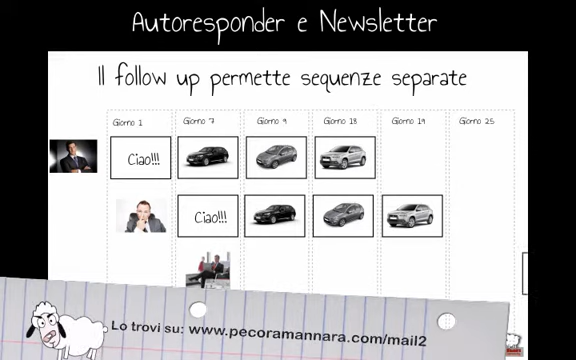 Autoresponder e Newsletter
Il follow up permette sequenze separate
Giorno 1 Giorno 7 Giorno 9 Giorno 18 Giorno 19 Giorno 25
Ciao!!!
Ciao!!!
Lo trovi su: www.pecoramannara.com/mail2